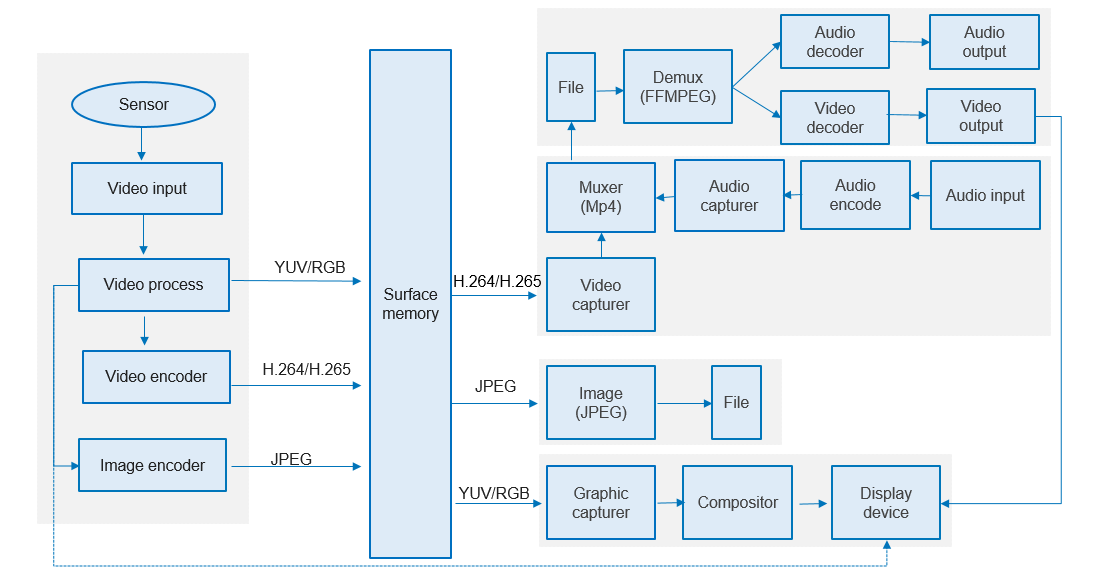 Sensor
Video input
Video process
Video encoder
Image encoder
YUV/RGB
H.264/H.265
JPEG
Surface
memory
H.264/H.265
JPEG
YUV/RGB
File
Demux
(FFMPEG)
Audio
decoder
Audio
output
Video
decoder
Video
output
Muxer
(Mp4)
Audio
capturer
Audio
encode
Audio input
Video
capturer
Image
(JPEG)
File
Graphic
capturer
Compositor
Display
device